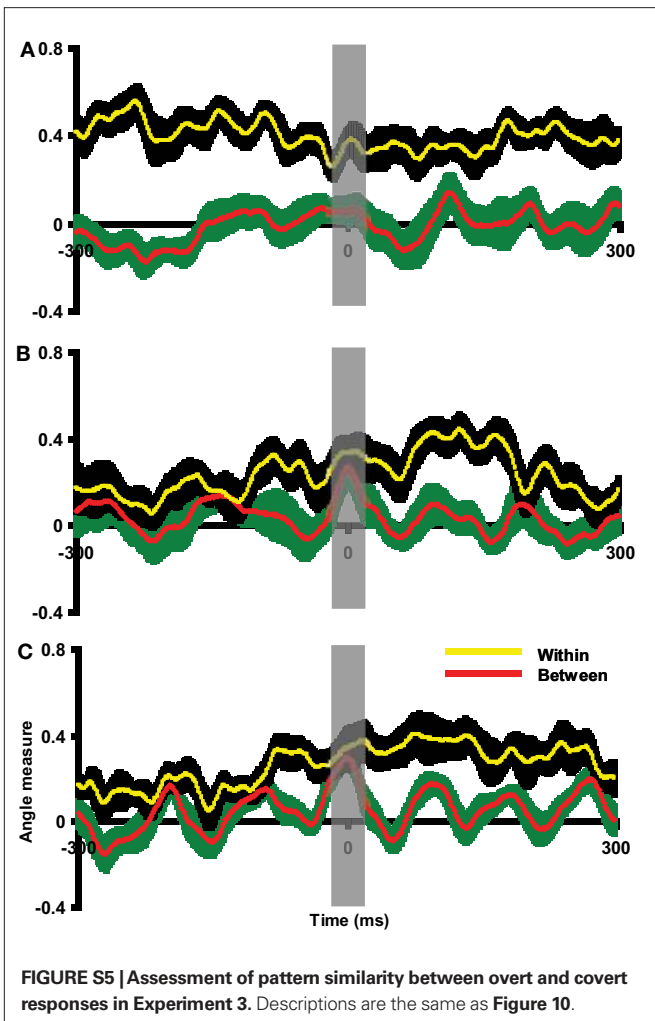 A 0.8
0.4
0
-300 0 300
-0.4
B 0.8
0.4
0
-300 0 300
-0.4
C 0.8
Within
Between
0.4
Angle measure
0
-300 0 300
-0.4
Time (ms)
FIGURE S5 | Assessment of pattern similarity between overt and covert
responses in Experiment 3. Descriptions are the same as Figure 10.